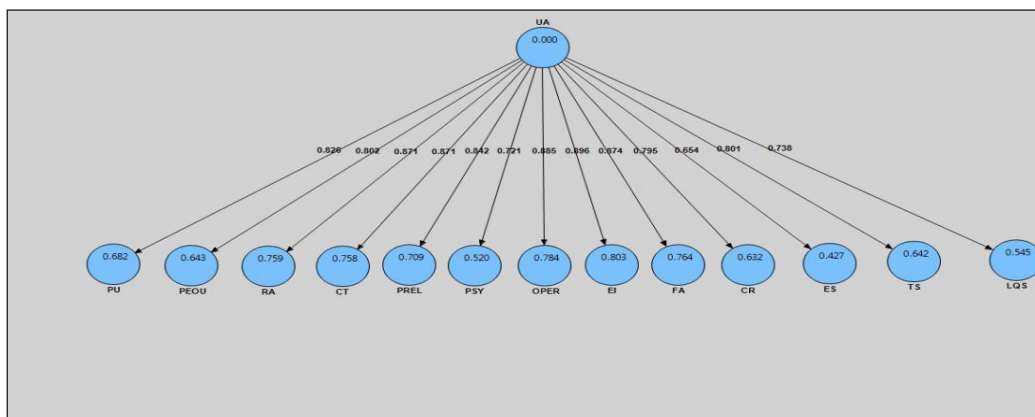 UA
0.000
0.826 0.802 0.871 0.871 0.842 0.721 0.885 0.896 0.874 0.795 0.654 0.801 0.738
0.682 0.643 0.759 0.758 0.709 0.520 0.784 0.803 0.764 0.632 0.427 0.642 0.545
PU PEOU RA CT PREL PSY OPER EI FA CR ES TS LQS